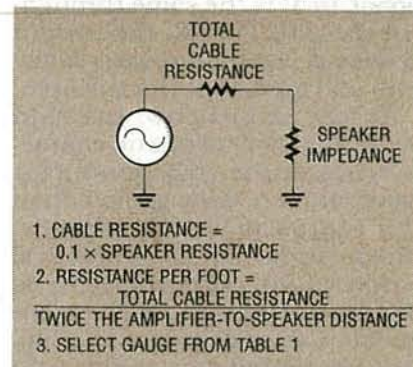 TOTAL
CABLE
RESISTANCE
SPEAKER
IMPEDANCE
1. CABLE RESISTANCE =
0.1 × SPEAKER RESISTANCE
2. RESISTANCE PER FOOT =
TOTAL CABLE RESISTANCE
TWICE THE AMPLIFIER-TO-SPEAKER DISTANCE
3. SELECT GAUGE FROM TABLE 1